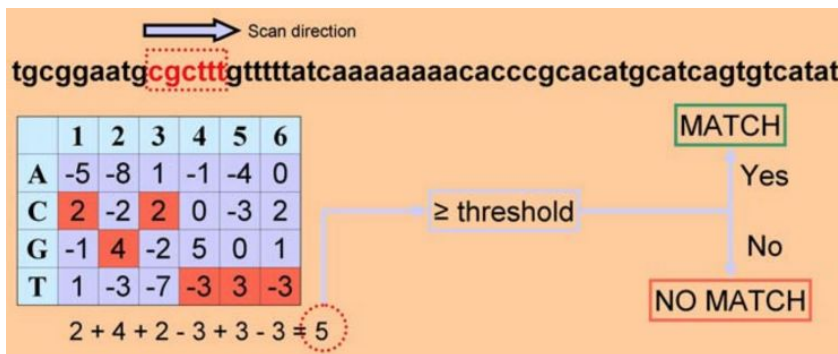 Scan direction
tgcggaatgcgctttgtttttatcaaaaaaaacacccgcacatgcatcagtgtcatat
1 2 3 4 5 6
A -5 -8 1 -1 -4 0
C 2 -2 2 0 -3 2
G -1 4 -2 5 0 1
T 1 -3 -7 -3 3 -3
2 + 4 + 2 - 3 + 3 - 3 = 5
≥ threshold
MATCH
Yes
No
NO MATCH